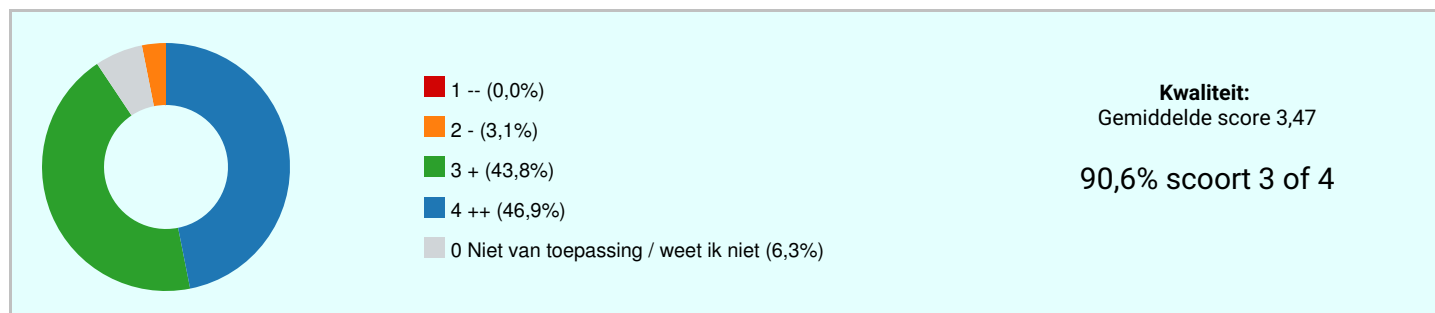 1 -- (0,0%)
2 - (3,1%)
3 + (43,8%)
4 ++ (46,9%)
0 Niet van toepassing / weet ik niet (6,3%)
Kwaliteit:
Gemiddelde score 3,47
90,6% scoort 3 of 4